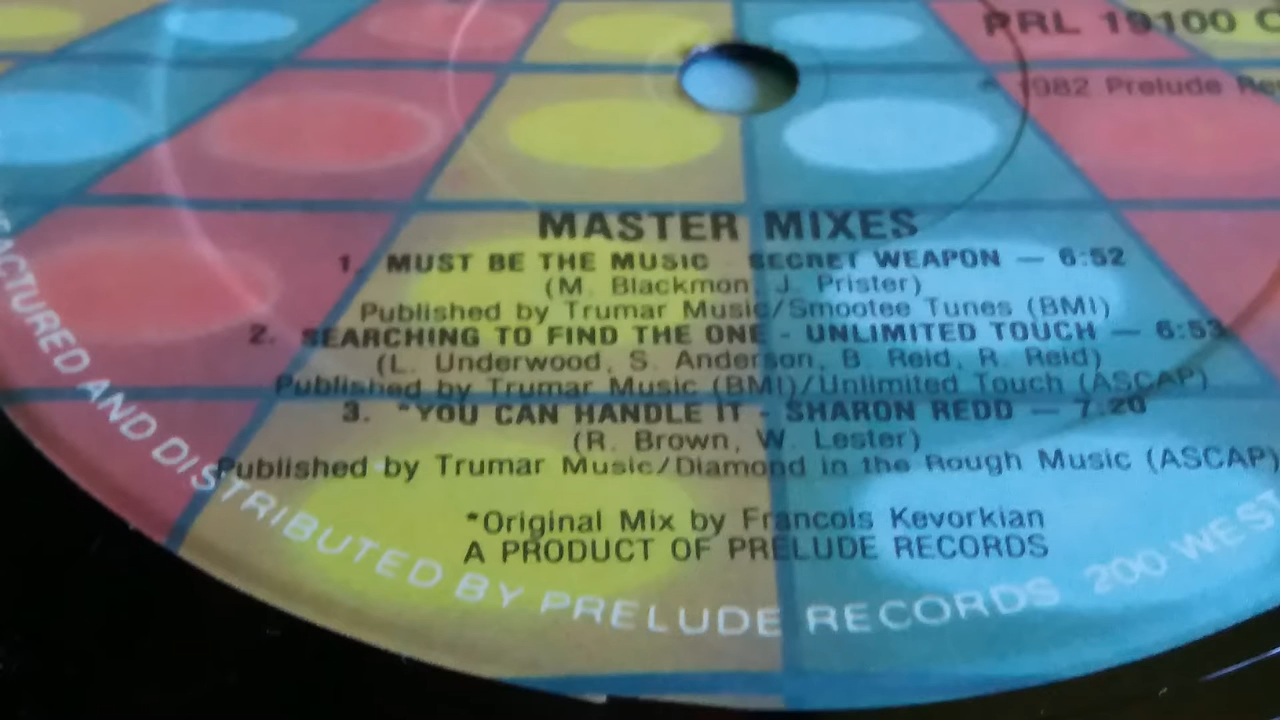 PRL 19100 C
1982 Prelude Re
MASTER MIXES
1. MUST BE THE MUSIC SECRET WEAPON — 6:52
(M. Blackmon, J. Prister)
Published by Trumar Music/Smootee Tunes (BMI)
2. SEARCHING TO FIND THE ONE - UNLIMITED TOUCH — 6:53
(L. Underwood, S. Anderson, B. Reid, R. Reid)
Published by Trumar Music (BMI)/Unlimited Touch (ASCAP)
3. *YOU CAN HANDLE IT - SHARON REDD — 7:20
(R. Brown, W. Lester)
Published by Trumar Music/Diamond in the Rough Music (ASCAP)
*Original Mix by Francois Kevorkian
A PRODUCT OF PRELUDE RECORDS
FACTURED AND DISTRIBUTED BY PRELUDE RECORDS 200 WEST